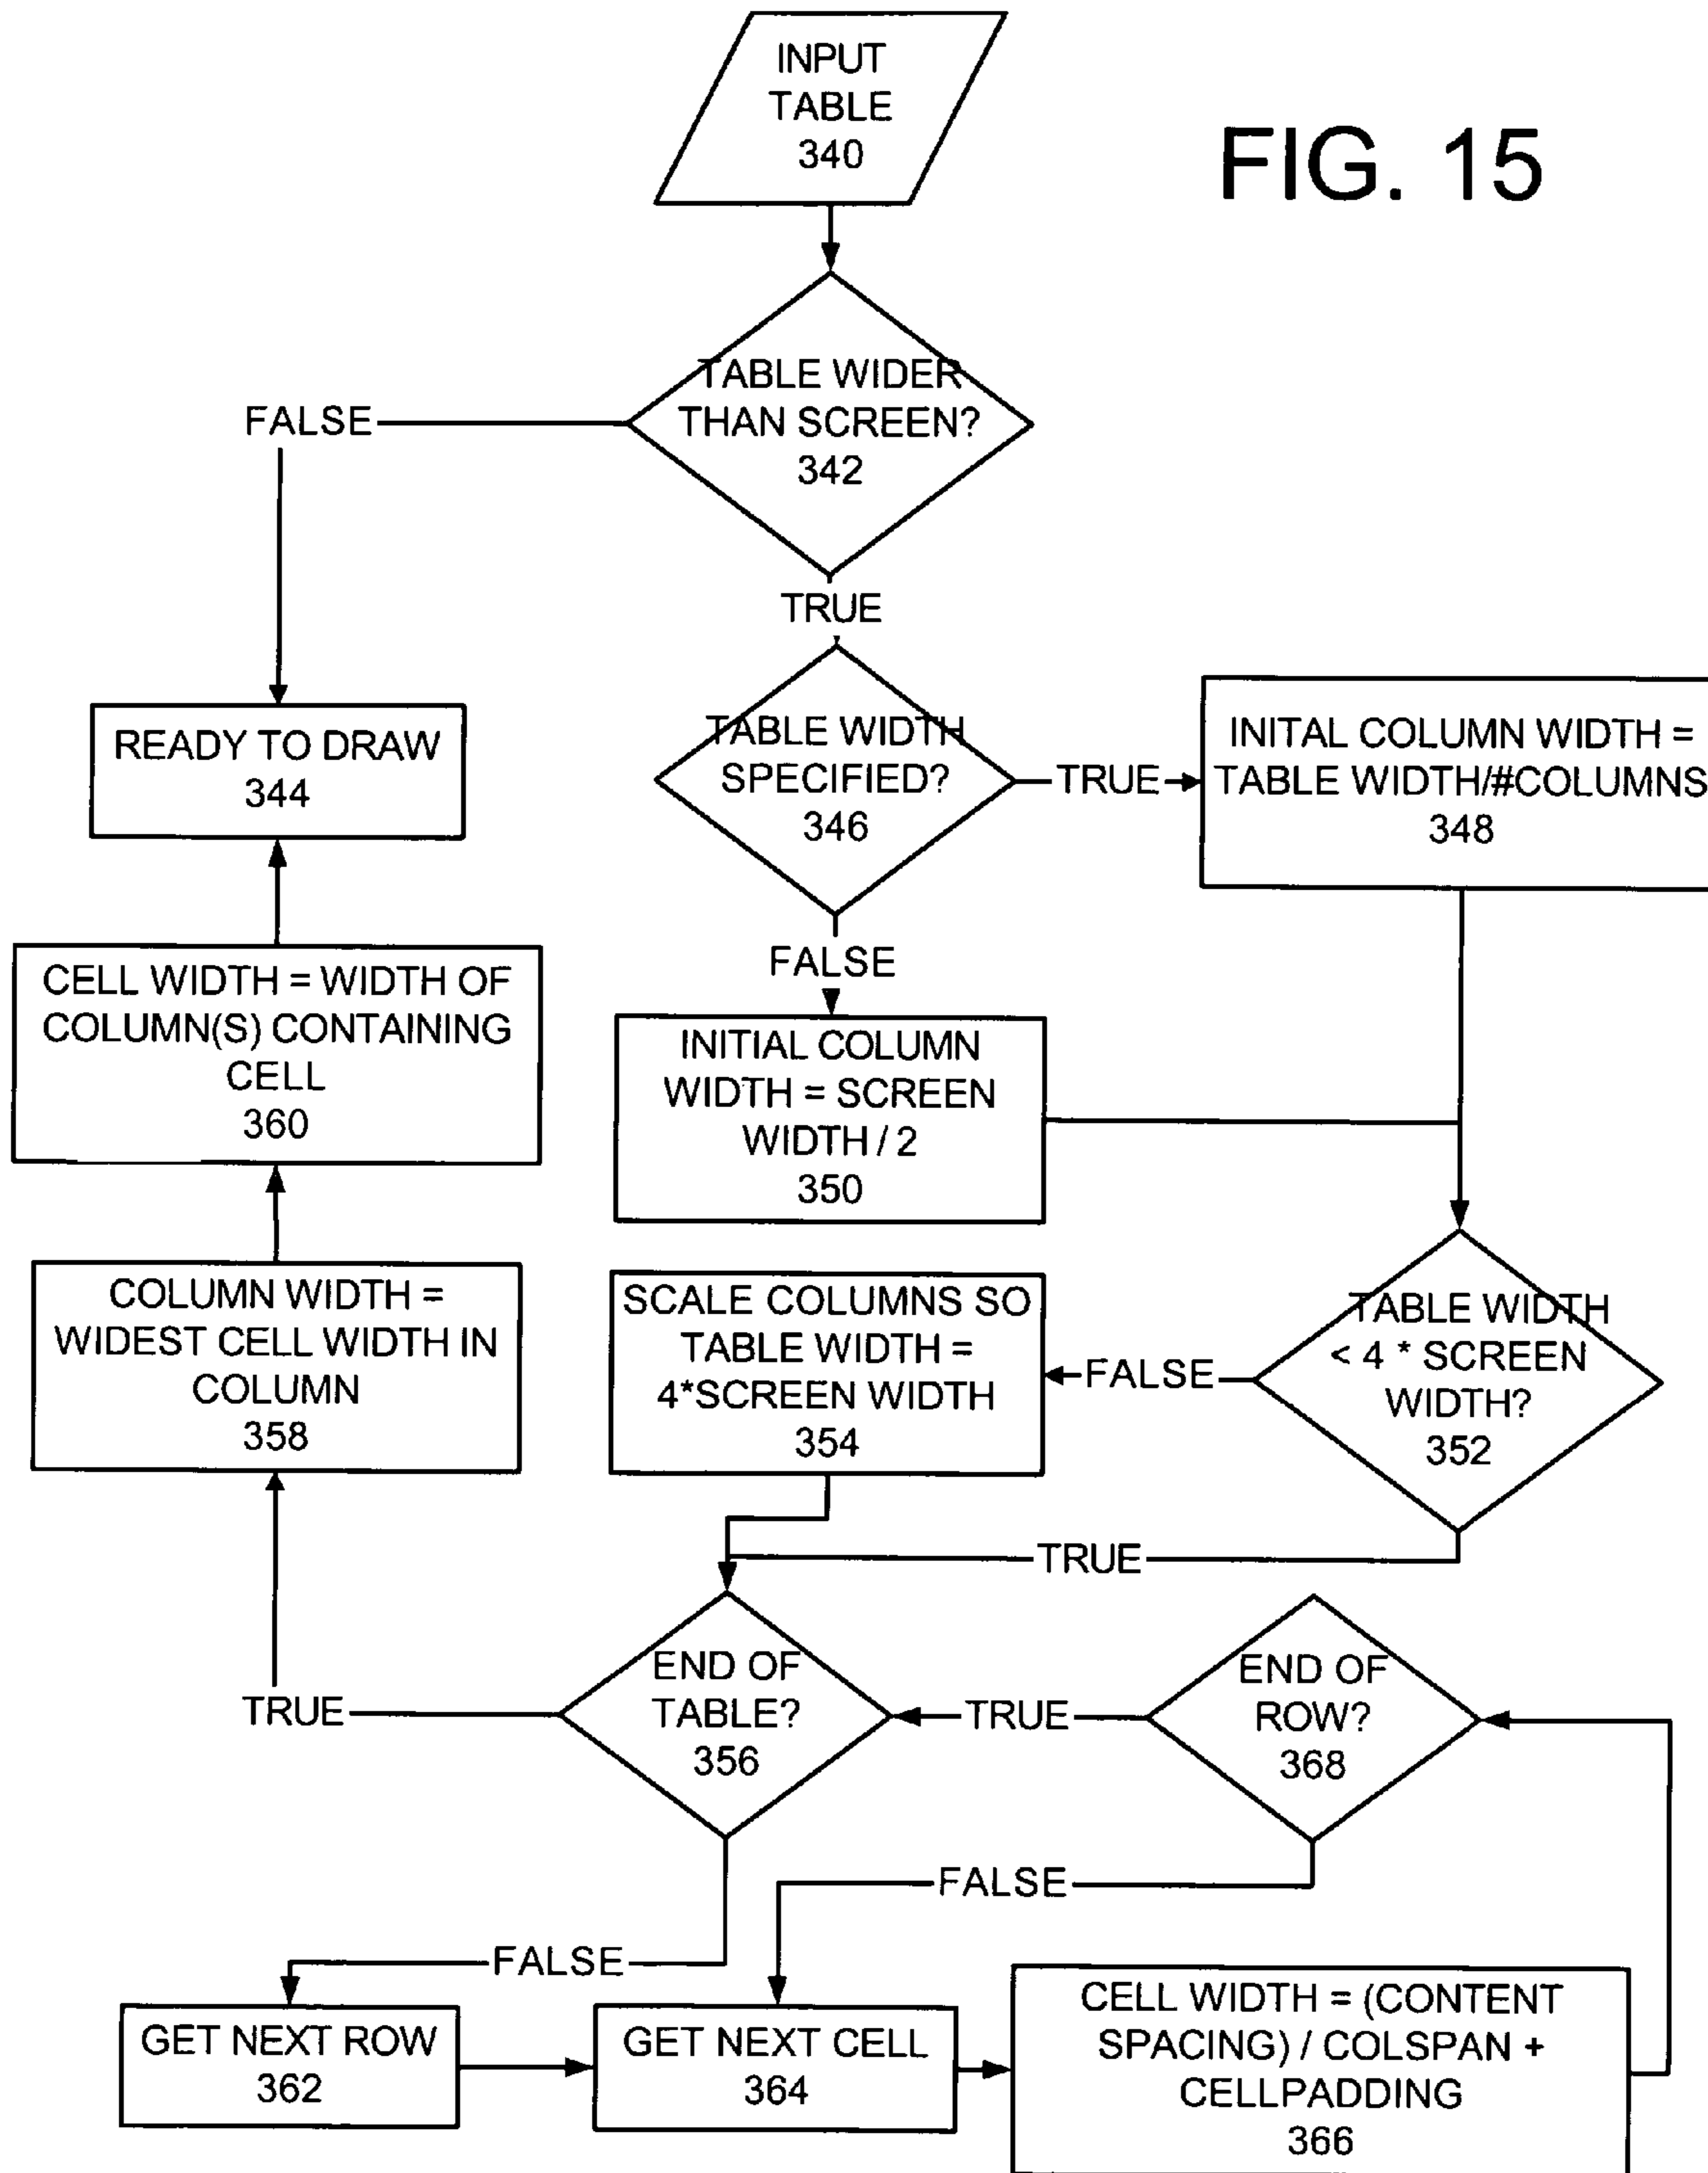 INPUT
TABLE
340
FIG. 15
TABLE WIDER
THAN SCREEN?
342
FALSE
TRUE
READY TO DRAW
344
TABLE WIDTH
SPECIFIED?
346
TRUE
INITAL COLUMN WIDTH =
TABLE WIDTH/#COLUMNS
348
FALSE
CELL WIDTH = WIDTH OF
COLUMN(S) CONTAINING
CELL
360
INITIAL COLUMN
WIDTH = SCREEN
WIDTH / 2
350
COLUMN WIDTH =
WIDEST CELL WIDTH IN
COLUMN
358
SCALE COLUMNS SO
TABLE WIDTH =
4*SCREEN WIDTH
354
FALSE
TABLE WIDTH
< 4 * SCREEN
WIDTH?
352
TRUE
TRUE
END OF
TABLE?
356
TRUE
END OF
ROW?
368
FALSE
FALSE
GET NEXT ROW
362
GET NEXT CELL
364
CELL WIDTH = (CONTENT
SPACING) / COLSPAN +
CELLPADDING
366